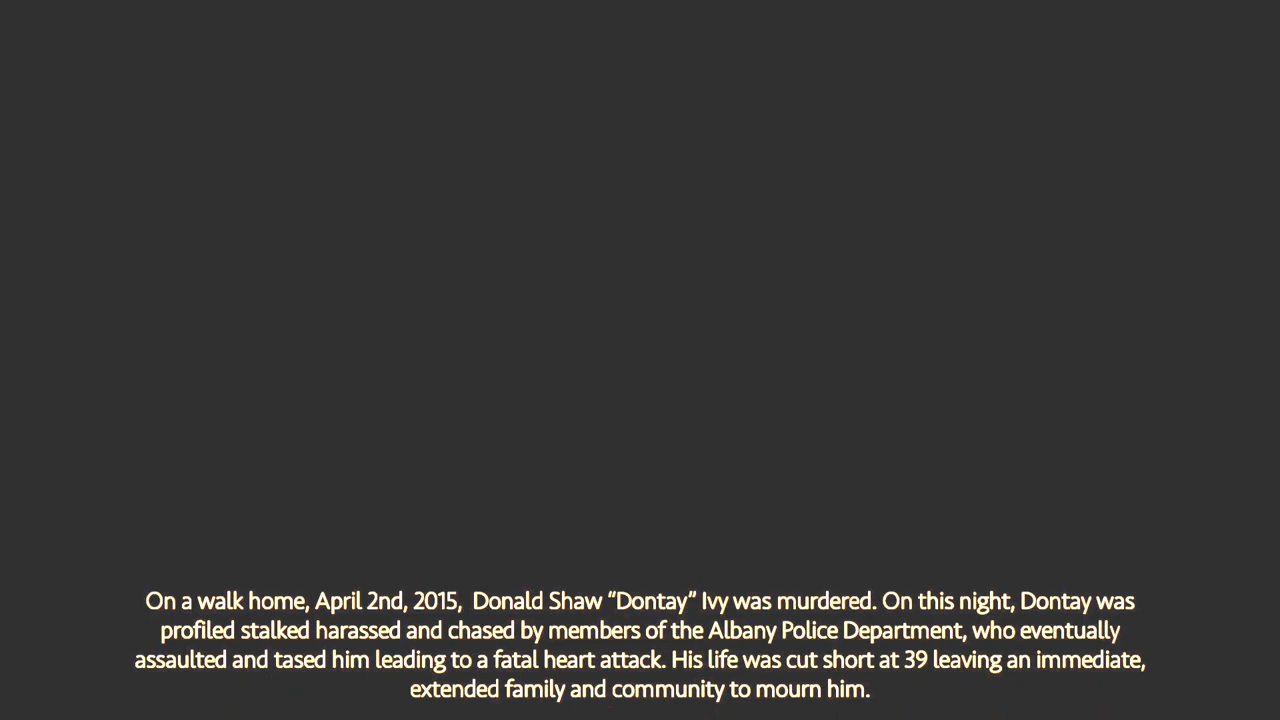 On a walk home, April 2nd, 2015,  Donald Shaw “Dontay” Ivy was murdered. On this night, Dontay was
profiled stalked harassed and chased by members of the Albany Police Department, who eventually
assaulted and tased him leading to a fatal heart attack. His life was cut short at 39 leaving an immediate,
extended family and community to mourn him.